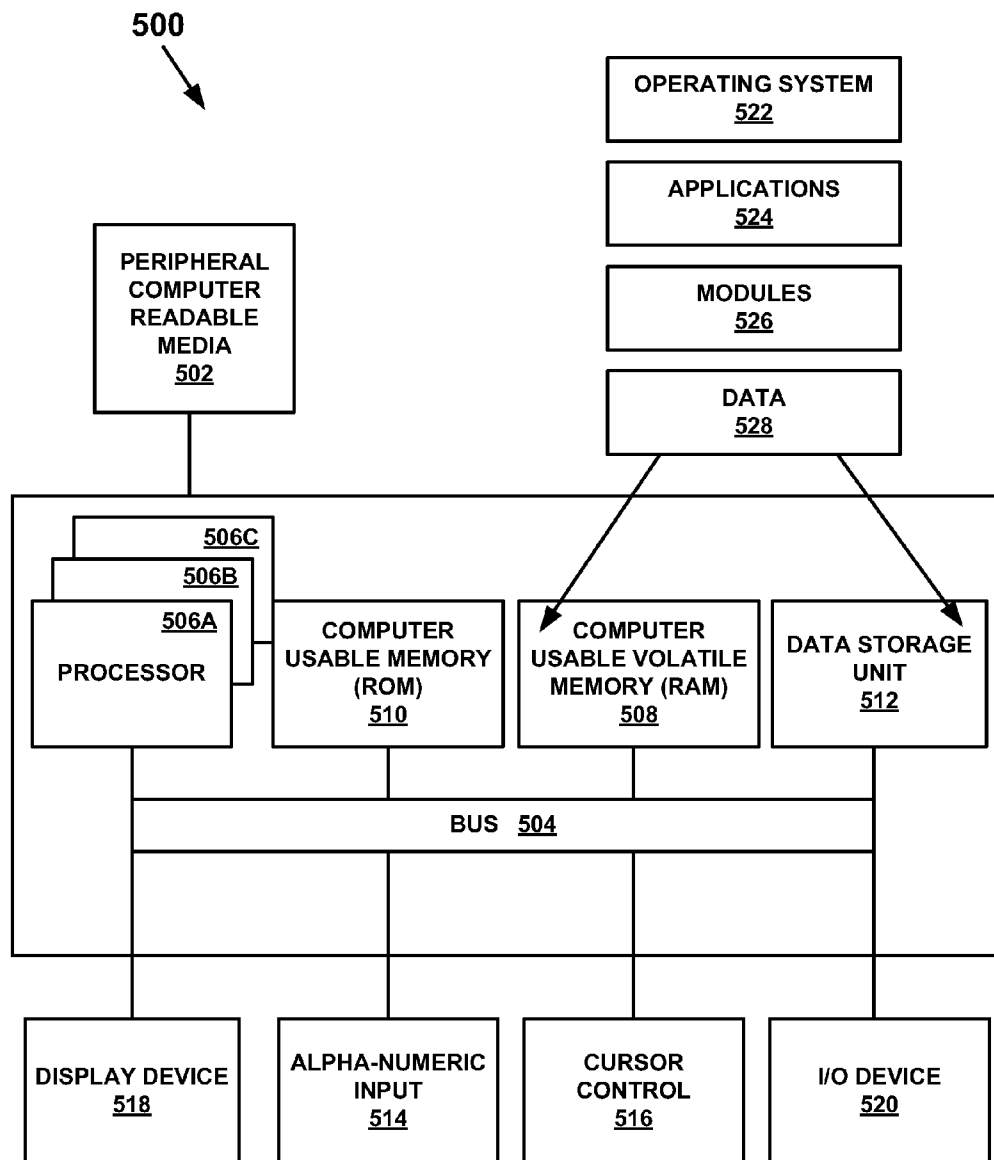 500
OPERATING SYSTEM
522
APPLICATIONS
524
MODULES
526
DATA
528
PERIPHERAL
COMPUTER
READABLE
MEDIA
502
506C
506B
506A
PROCESSOR
COMPUTER
USABLE MEMORY
(ROM)
510
COMPUTER
USABLE VOLATILE
MEMORY (RAM)
508
DATA STORAGE
UNIT
512
BUS 504
DISPLAY DEVICE
518
ALPHA-NUMERIC
INPUT
514
CURSOR
CONTROL
516
I/O DEVICE
520